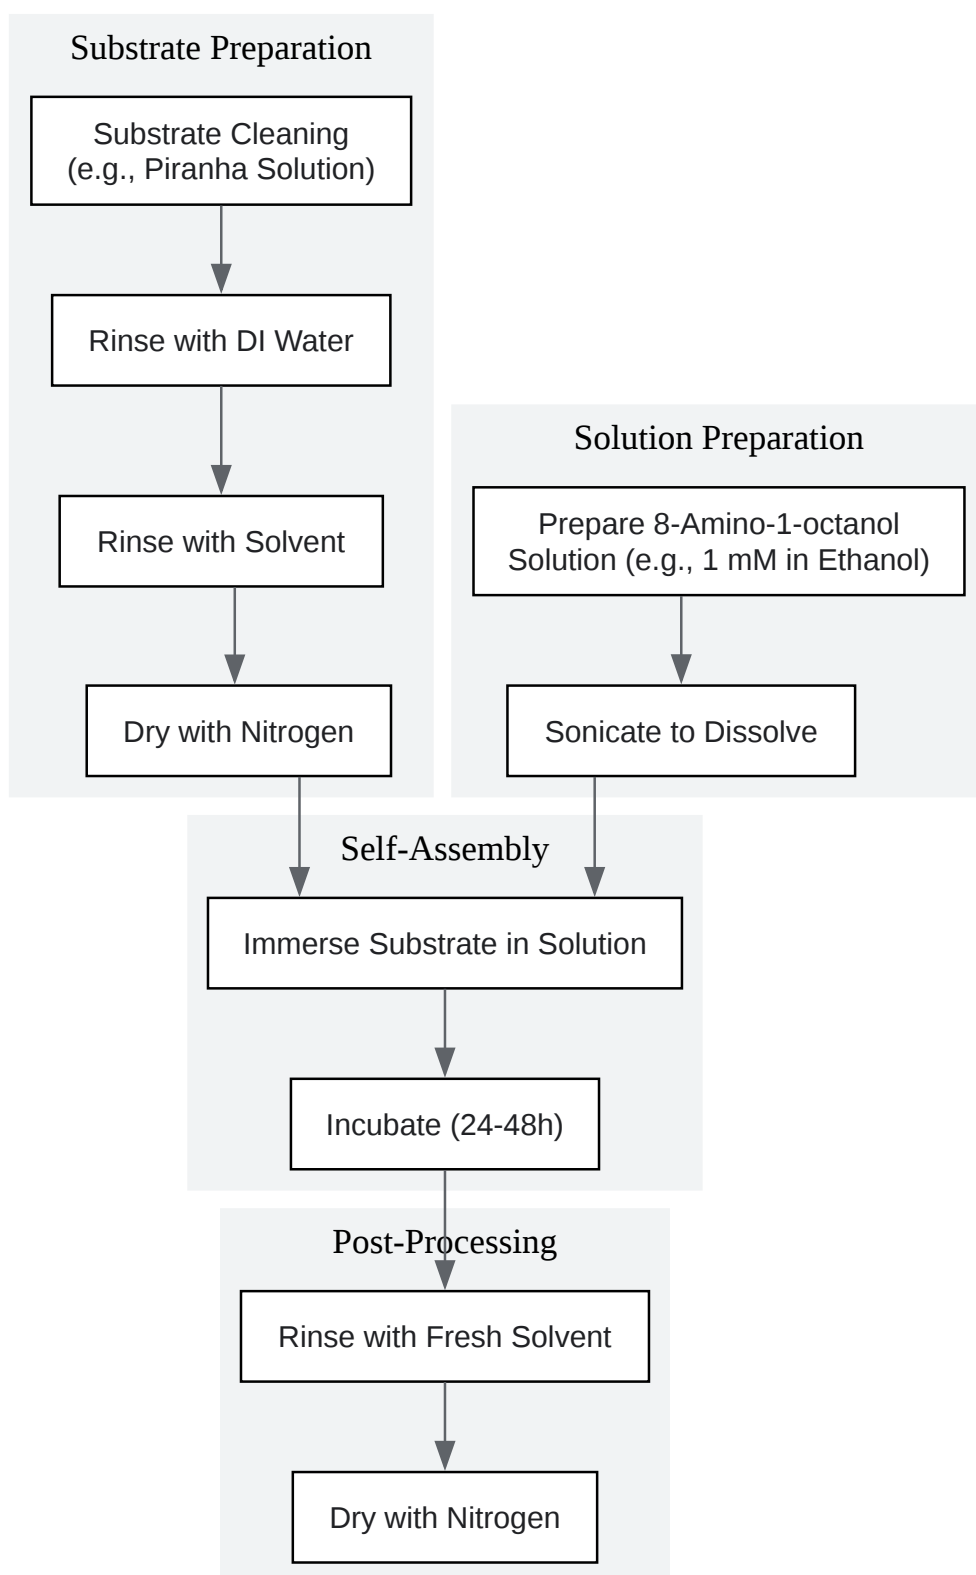 Substrate Preparation
Substrate Cleaning
(e.g., Piranha Solution)
Rinse with DI Water
Rinse with Solvent
Dry with Nitrogen
Solution Preparation
Prepare 8-Amino-1-octanol
Solution (e.g., 1 mM in Ethanol)
Sonicate to Dissolve
Self-Assembly
Immerse Substrate in Solution
Incubate (24-48h)
Post-Processing
Rinse with Fresh Solvent
Dry with Nitrogen